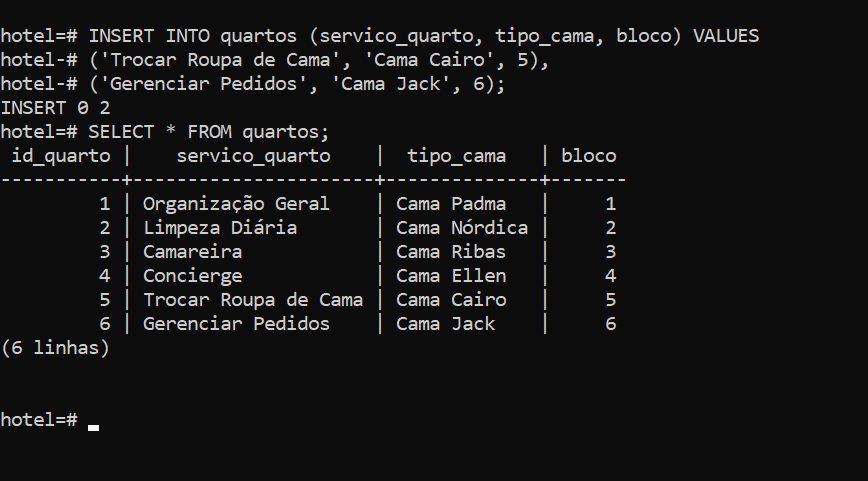 hotel=# INSERT INTO quartos (servico_quarto, tipo_cama, bloco) VALUES
hotel-# ('Trocar Roupa de Cama', 'Cama Cairo', 5),
hotel-# ('Gerenciar Pedidos', 'Cama Jack', 6);
INSERT 0 2
hotel=# SELECT * FROM quartos;
 id_quarto |    servico_quarto    |  tipo_cama   | bloco
-----------+----------------------+--------------+-------
         1 | Organização Geral    | Cama Padma   |     1
         2 | Limpeza Diária       | Cama Nórdica |     2
         3 | Camareira            | Cama Ribas   |     3
         4 | Concierge            | Cama Ellen   |     4
         5 | Trocar Roupa de Cama | Cama Cairo   |     5
         6 | Gerenciar Pedidos    | Cama Jack    |     6
(6 linhas)
hotel=#